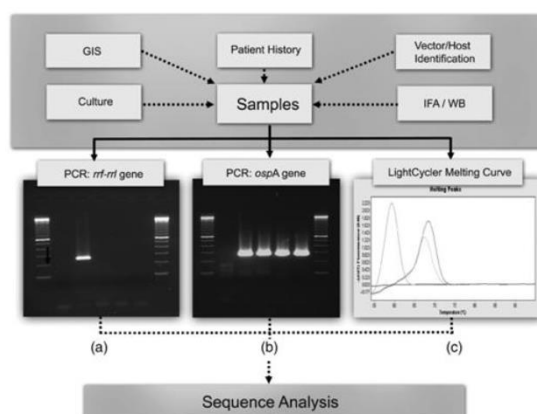 GIS
Patient History
Vector/Host
Identification
Culture
Samples
IFA / WB
PCR: rrf-rrl gene
PCR: ospA gene
LightCycler Melting Curve
Melting Peaks
Temperature (°C)
(a)
(b)
(c)
Sequence Analysis